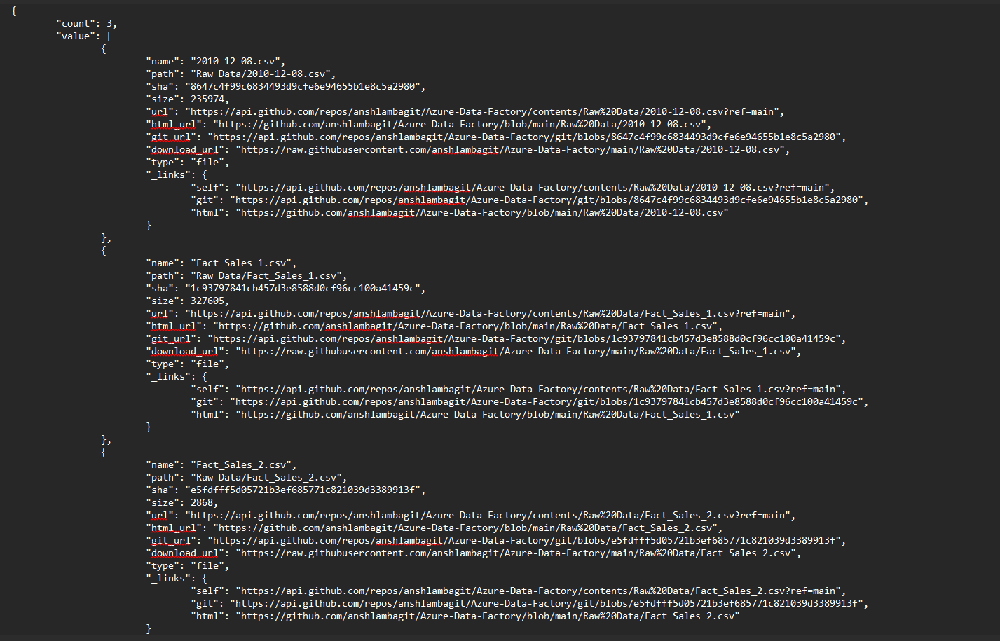 {
"count": 3,
"value": [
{
"name": "2010-12-08.csv",
"path": "Raw Data/2010-12-08.csv",
"sha": "8647c4f99c6834493d9cfe6e94655b1e8c5a2980",
"size": 235974,
"url": "https://api.github.com/repos/anshlambagit/Azure-Data-Factory/contents/Raw%20Data/2010-12-08.csv?ref=main",
"html_url": "https://github.com/anshlambagit/Azure-Data-Factory/blob/main/Raw%20Data/2010-12-08.csv",
"git_url": "https://api.github.com/repos/anshlambagit/Azure-Data-Factory/git/blobs/8647c4f99c6834493d9cfe6e94655b1e8c5a2980",
"download_url": "https://raw.githubusercontent.com/anshlambagit/Azure-Data-Factory/main/Raw%20Data/2010-12-08.csv",
"type": "file",
"_links": {
"self": "https://api.github.com/repos/anshlambagit/Azure-Data-Factory/contents/Raw%20Data/2010-12-08.csv?ref=main",
"git": "https://api.github.com/repos/anshlambagit/Azure-Data-Factory/git/blobs/8647c4f99c6834493d9cfe6e94655b1e8c5a2980",
"html": "https://github.com/anshlambagit/Azure-Data-Factory/blob/main/Raw%20Data/2010-12-08.csv"
}
},
{
"name": "Fact_Sales_1.csv",
"path": "Raw Data/Fact_Sales_1.csv",
"sha": "1c93797841cb457d3e8588d0cf96cc100a41459c",
"size": 327605,
"url": "https://api.github.com/repos/anshlambagit/Azure-Data-Factory/contents/Raw%20Data/Fact_Sales_1.csv?ref=main",
"html_url": "https://github.com/anshlambagit/Azure-Data-Factory/blob/main/Raw%20Data/Fact_Sales_1.csv",
"git_url": "https://api.github.com/repos/anshlambagit/Azure-Data-Factory/git/blobs/1c93797841cb457d3e8588d0cf96cc100a41459c",
"download_url": "https://raw.githubusercontent.com/anshlambagit/Azure-Data-Factory/main/Raw%20Data/Fact_Sales_1.csv",
"type": "file",
"_links": {
"self": "https://api.github.com/repos/anshlambagit/Azure-Data-Factory/contents/Raw%20Data/Fact_Sales_1.csv?ref=main",
"git": "https://api.github.com/repos/anshlambagit/Azure-Data-Factory/git/blobs/1c93797841cb457d3e8588d0cf96cc100a41459c",
"html": "https://github.com/anshlambagit/Azure-Data-Factory/blob/main/Raw%20Data/Fact_Sales_1.csv"
}
},
{
"name": "Fact_Sales_2.csv",
"path": "Raw Data/Fact_Sales_2.csv",
"sha": "e5fdfff5d05721b3ef685771c821039d3389913f",
"size": 2868,
"url": "https://api.github.com/repos/anshlambagit/Azure-Data-Factory/contents/Raw%20Data/Fact_Sales_2.csv?ref=main",
"html_url": "https://github.com/anshlambagit/Azure-Data-Factory/blob/main/Raw%20Data/Fact_Sales_2.csv",
"git_url": "https://api.github.com/repos/anshlambagit/Azure-Data-Factory/git/blobs/e5fdfff5d05721b3ef685771c821039d3389913f",
"download_url": "https://raw.githubusercontent.com/anshlambagit/Azure-Data-Factory/main/Raw%20Data/Fact_Sales_2.csv",
"type": "file",
"_links": {
"self": "https://api.github.com/repos/anshlambagit/Azure-Data-Factory/contents/Raw%20Data/Fact_Sales_2.csv?ref=main",
"git": "https://api.github.com/repos/anshlambagit/Azure-Data-Factory/git/blobs/e5fdfff5d05721b3ef685771c821039d3389913f",
"html": "https://github.com/anshlambagit/Azure-Data-Factory/blob/main/Raw%20Data/Fact_Sales_2.csv"
}